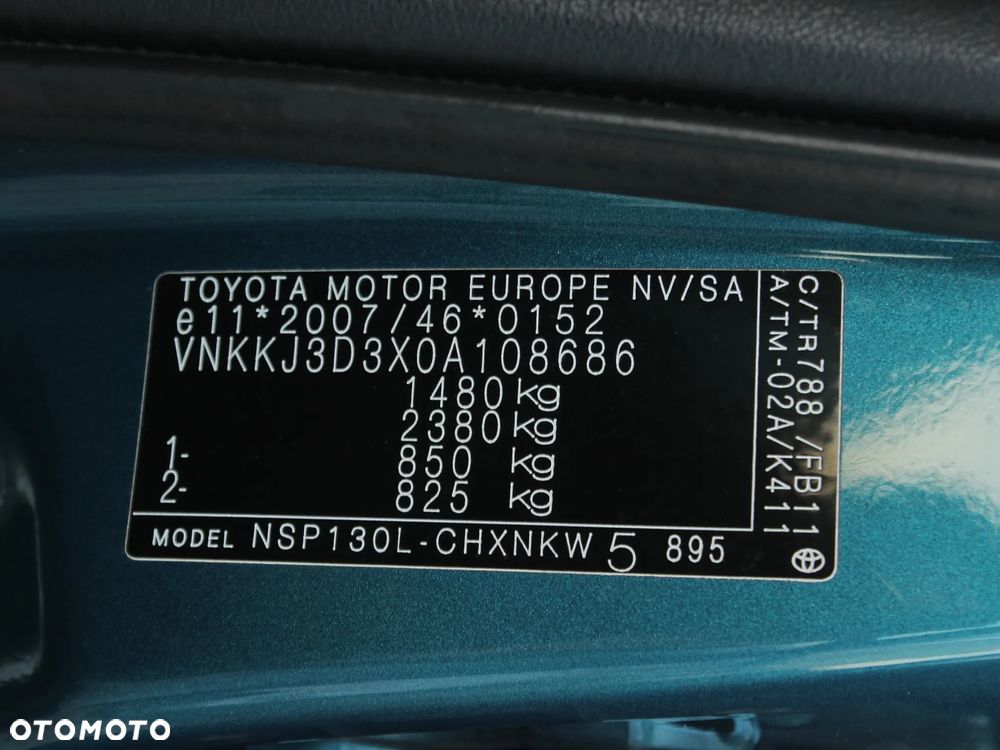 TOYOTA MOTOR EUROPE NV/SA
e11*2007/46*0152
VNKKJ3D3X0A108686
1480 kg
2380 kg
1- 850 kg
2- 825 kg
MODEL NSP130L-CHXNKW 5 895
C/TR788 /FB11
A/TM-02A/K411
OTOMOTO